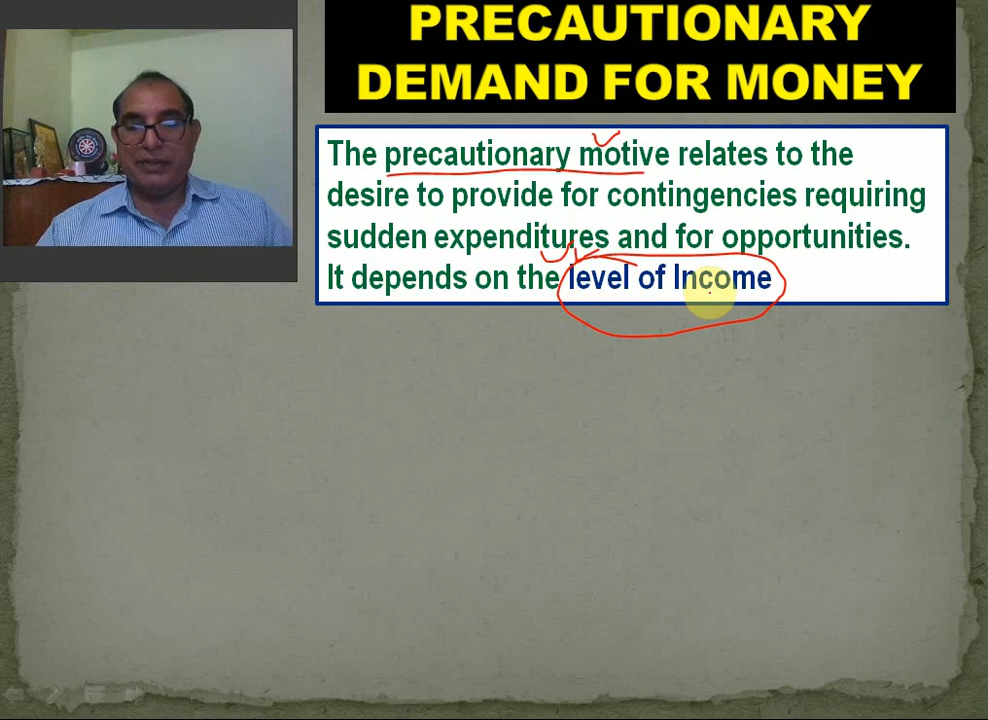 PRECAUTIONARY
DEMAND FOR MONEY
The precautionary motive relates to the
desire to provide for contingencies requiring
sudden expenditures and for opportunities.
It depends on the level of Income